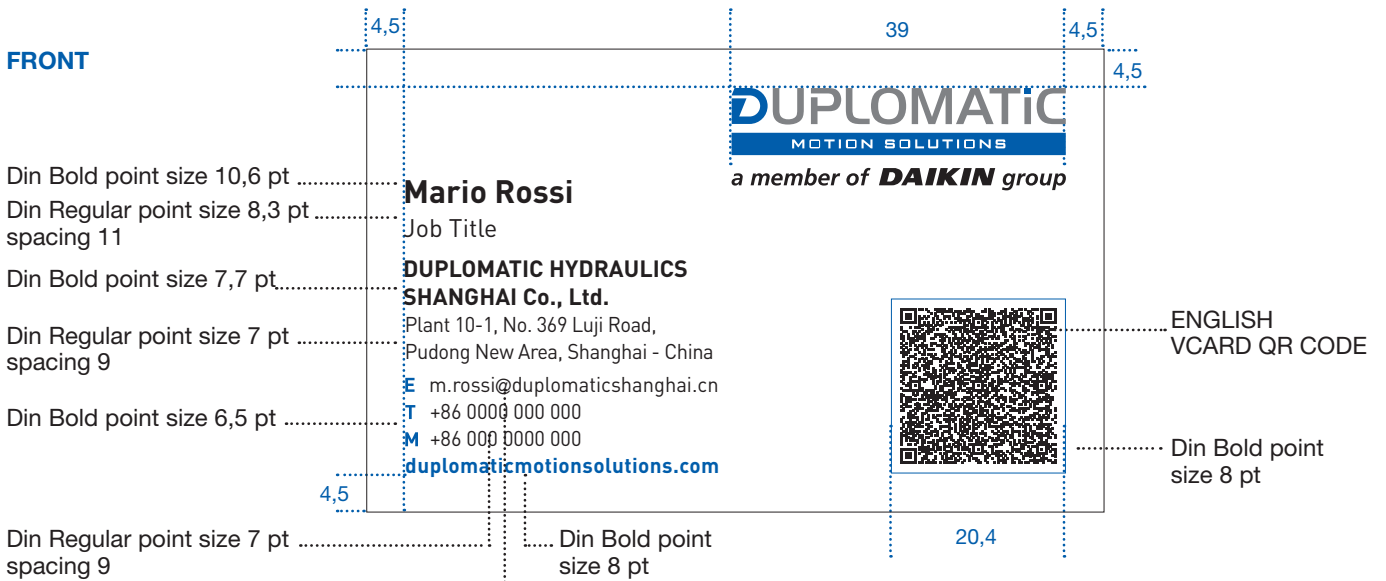 4,5
39
4,5
FRONT
4,5
DUPLOMATiC
MOTION SOLUTIONS
a member of DAIKIN group
Din Bold point size 10,6 pt
Mario Rossi
Din Regular point size 8,3 pt
spacing 11
Job Title
Din Bold point size 7,7 pt
DUPLOMATIC HYDRAULICS
SHANGHAI Co., Ltd.
Din Regular point size 7 pt
spacing 9
Plant 10-1, No. 369 Luji Road,
Pudong New Area, Shanghai - China
ENGLISH
VCARD QR CODE
E m.rossi@duplomaticshanghai.cn
Din Bold point size 6,5 pt
T +86 0000 000 000
M +86 000 0000 000
duplomaticmotionsolutions.com
Din Bold point
size 8 pt
4,5
Din Regular point size 7 pt
spacing 9
Din Bold point
size 8 pt
20,4